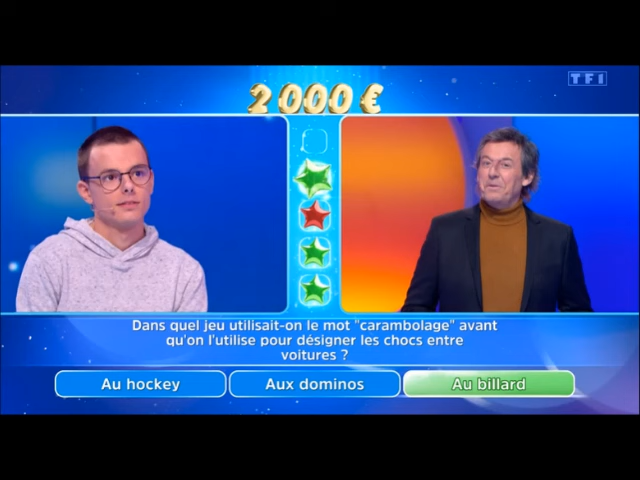 2 000 €
TF1
Dans quel jeu utilisait-on le mot "carambolage" avant
qu'on l'utilise pour désigner les chocs entre
voitures ?
Au hockey
Aux dominos
Au billard